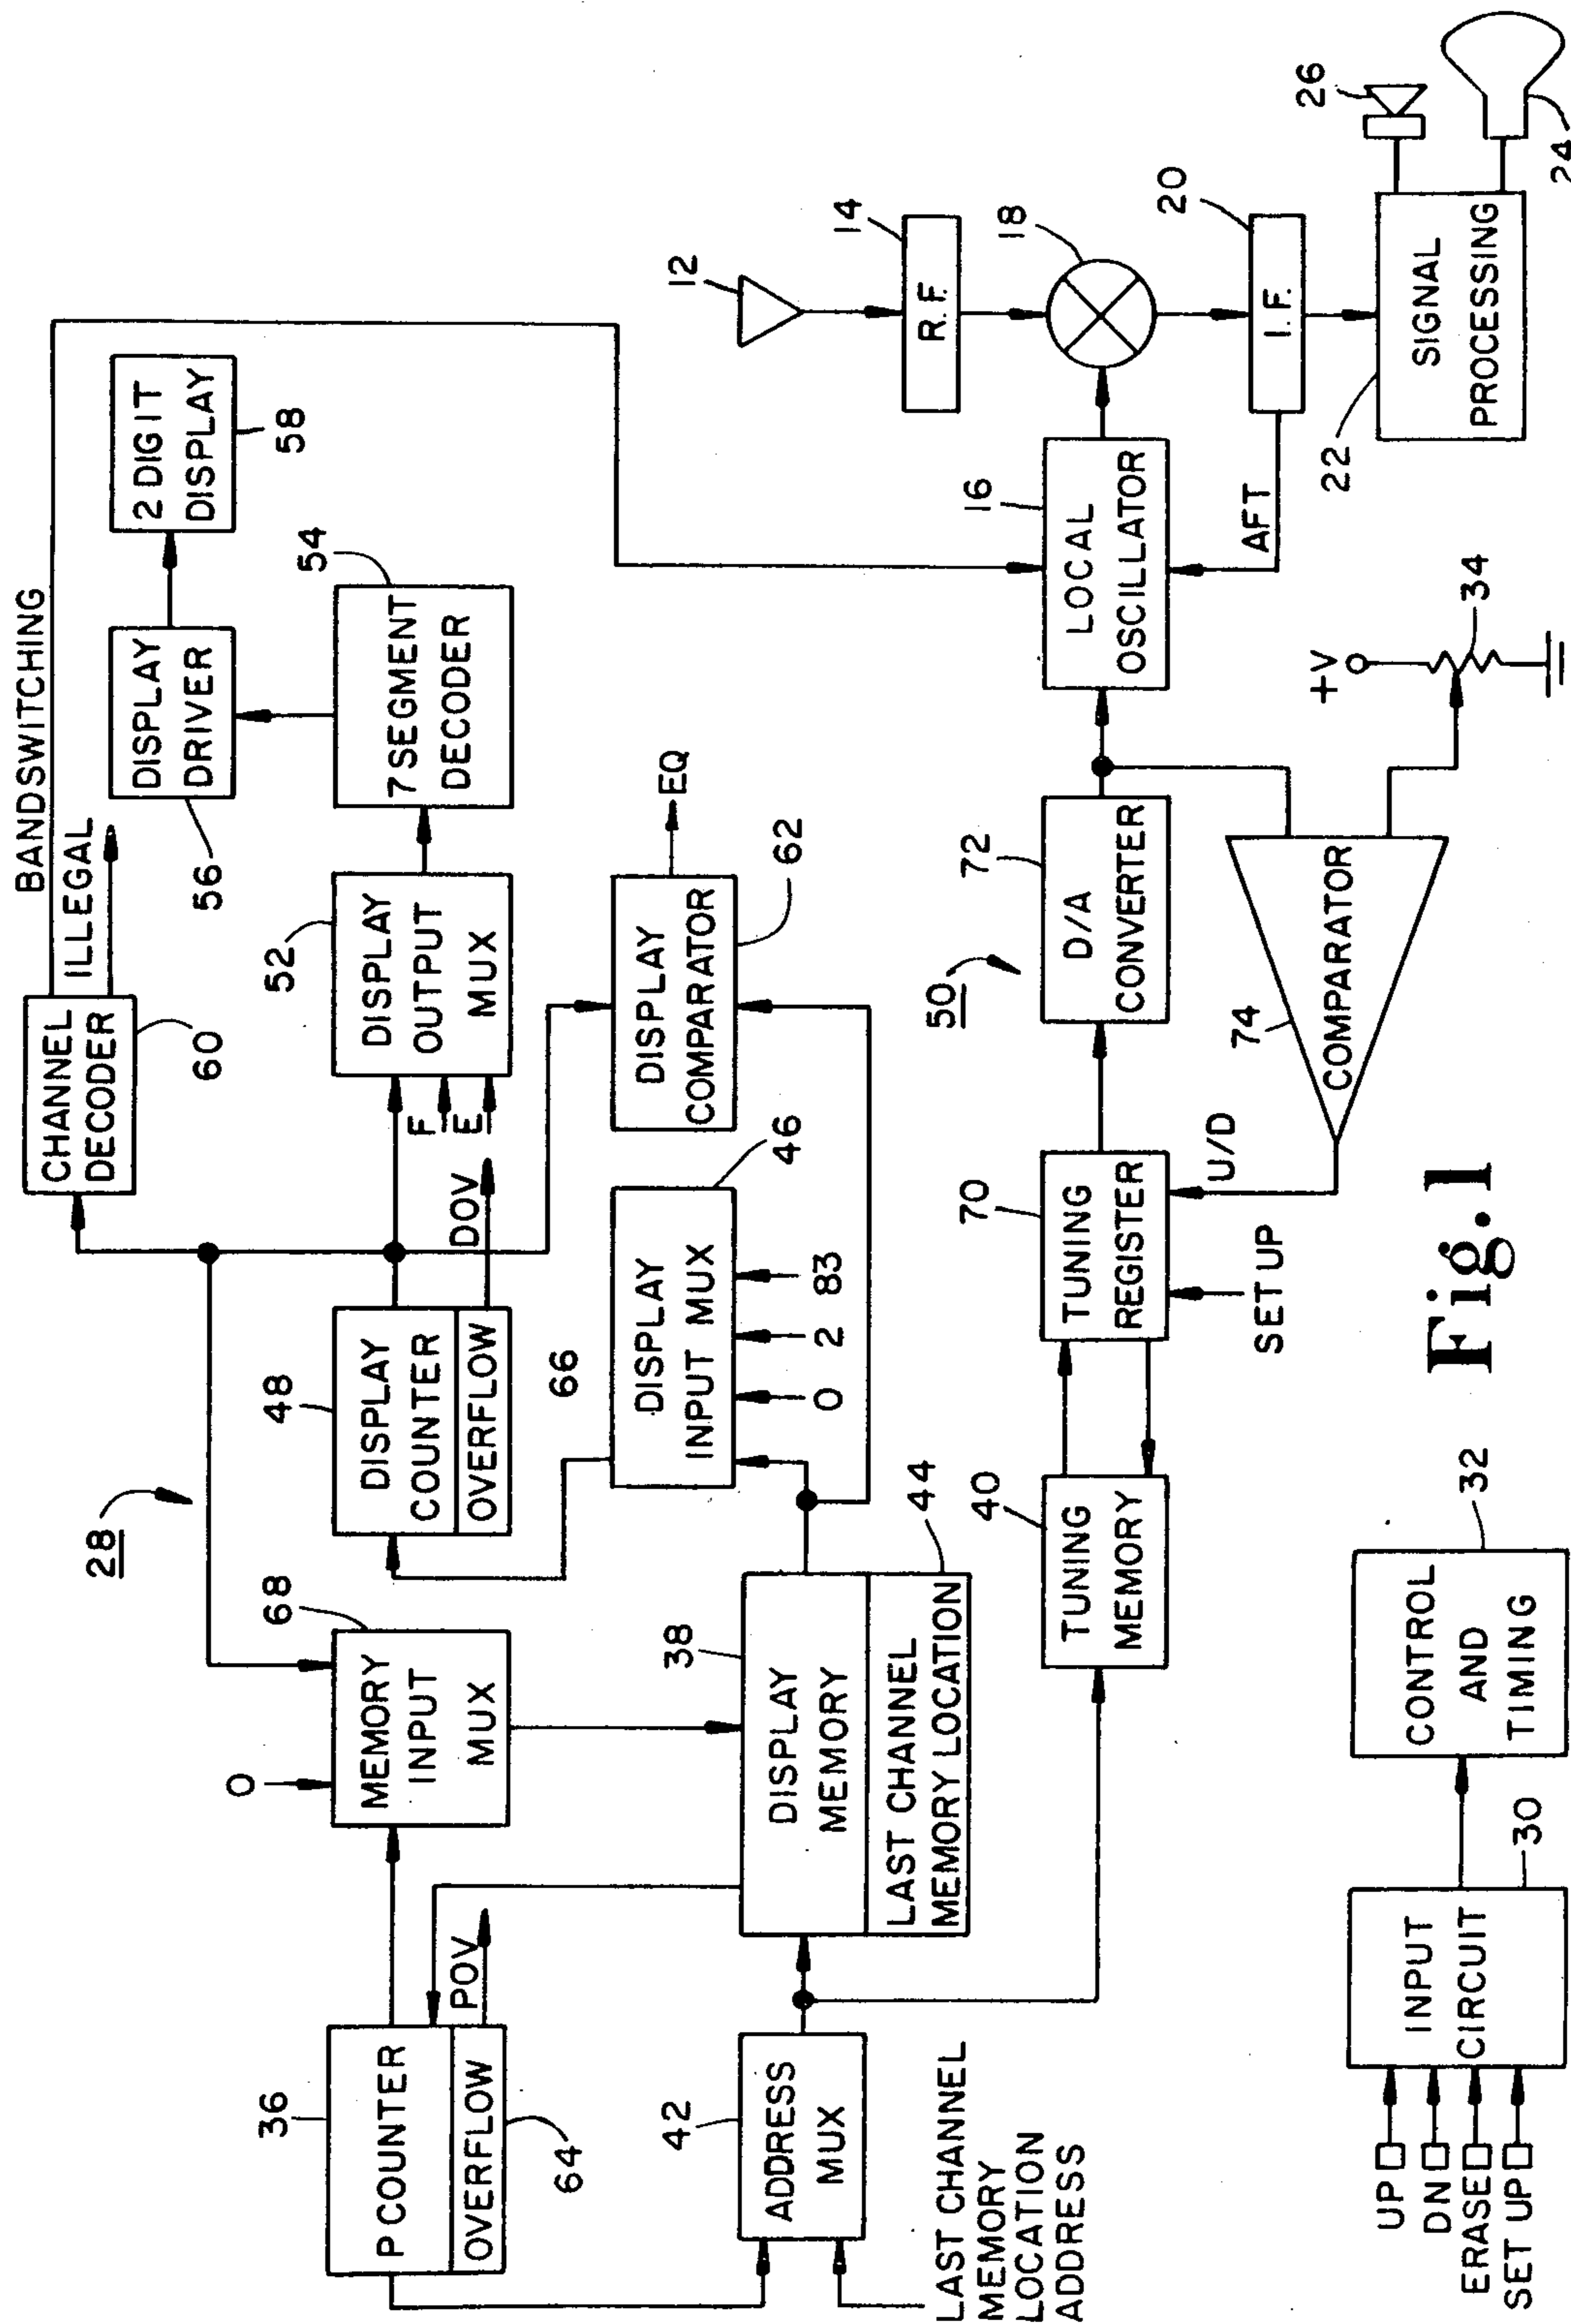 BANDSWITCHING
CHANNEL
DECODER
60
ILLEGAL
2 DIGIT
DISPLAY
58
DISPLAY
DRIVER
56
28
54
7 SEGMENT
DECODER
52
DISPLAY
OUTPUT
MUX
F
E
DOV
48
DISPLAY
COUNTER
OVERFLOW
66
68
MEMORY
INPUT
MUX
O
36
P COUNTER
OVERFLOW
64
POV
EQ
DISPLAY
COMPARATOR
62
46
DISPLAY
INPUT MUX
O
2
83
38
DISPLAY
MEMORY
LAST CHANNEL
MEMORY LOCATION
44
42
ADDRESS
MUX
LAST CHANNEL
MEMORY
LOCATION
ADDRESS
12
14
R.F.
18
16
LOCAL
OSCILLATOR
20
I.F.
AFT
22
SIGNAL
PROCESSING
26
24
50
72
D/A
CONVERTER
70
TUNING
REGISTER
U/D
SET UP
40
TUNING
MEMORY
74
COMPARATOR
+V
34
32
CONTROL
AND
TIMING
30
INPUT
CIRCUIT
UP
DN
ERASE
SET UP
Fig. 1